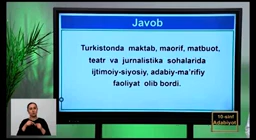 Javob
Turkistonda maktab, maorif, matbuot,
teatr va jurnalistika sohalarida
ijtimoiy-siyosiy, adabiy-ma'rifiy
faoliyat olib bordi.
10-sinf
Adabiyot